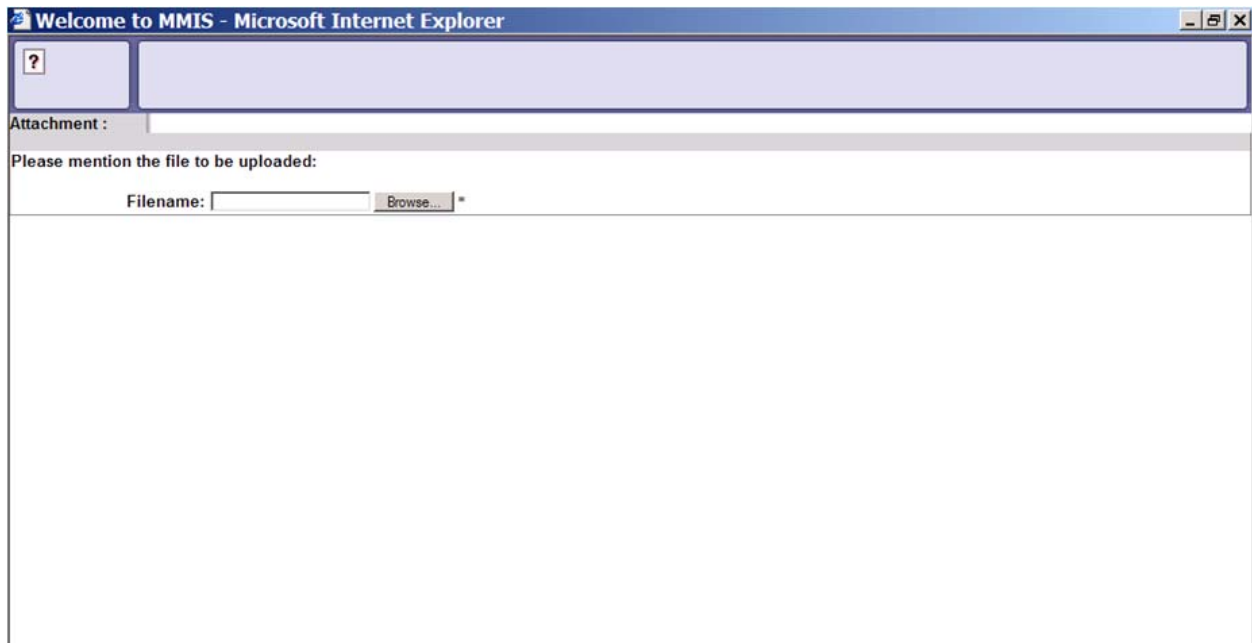 Welcome to MMIS - Microsoft Internet Explorer
?
Attachment :
Please mention the file to be uploaded:
Filename: Browse... *